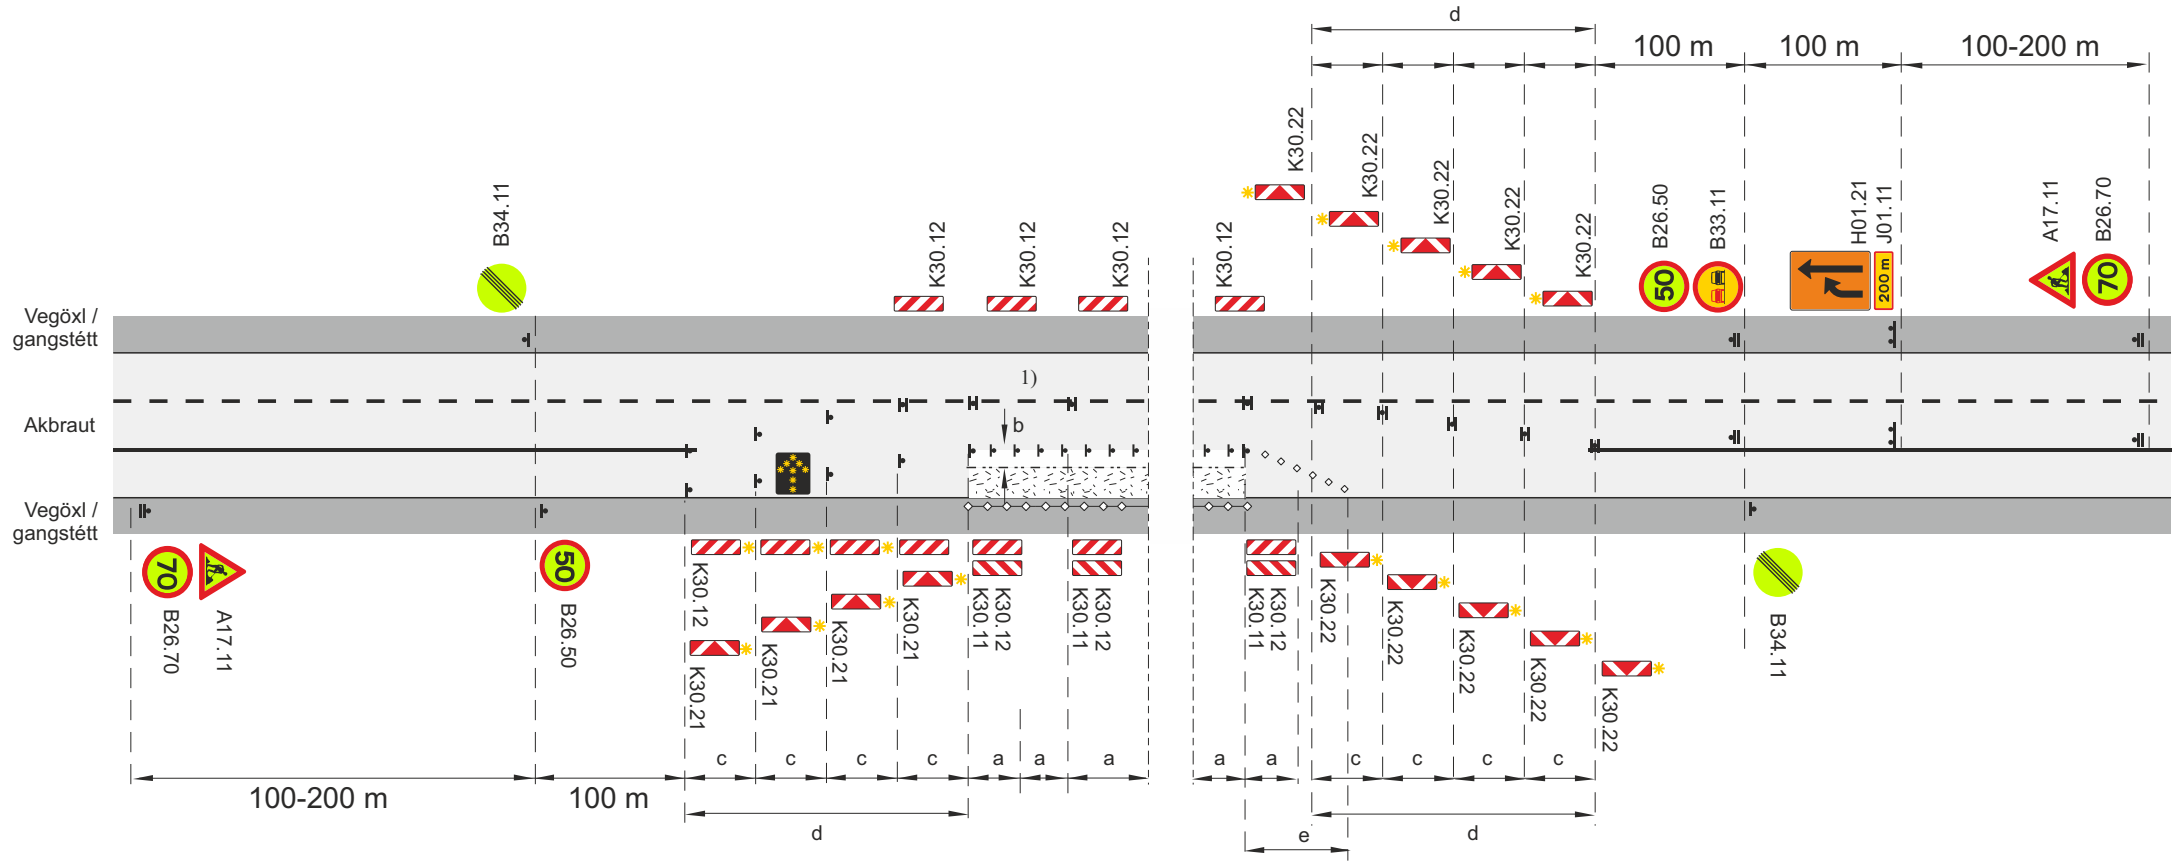 d
100 m
100 m
100-200 m
K30.22
K30.22
K30.22
K30.22
K30.22
B34.11
K30.12
K30.12
K30.12
K30.12
B26.50
B33.11
H01.21
J01.11
A17.11
B26.70
50
200 m
70
Vegöxl /
gangstétt
1)
b
Akbraut
Vegöxl /
gangstétt
70
50
B26.70
A17.11
B26.50
K30.12
K30.21
K30.21
K30.21
K30.21
K30.11
K30.12
K30.11
K30.12
K30.11
K30.12
K30.22
K30.22
K30.22
K30.22
K30.22
B34.11
c
c
c
c
a
a
a
a
a
c
c
c
c
100-200 m
100 m
d
e
d